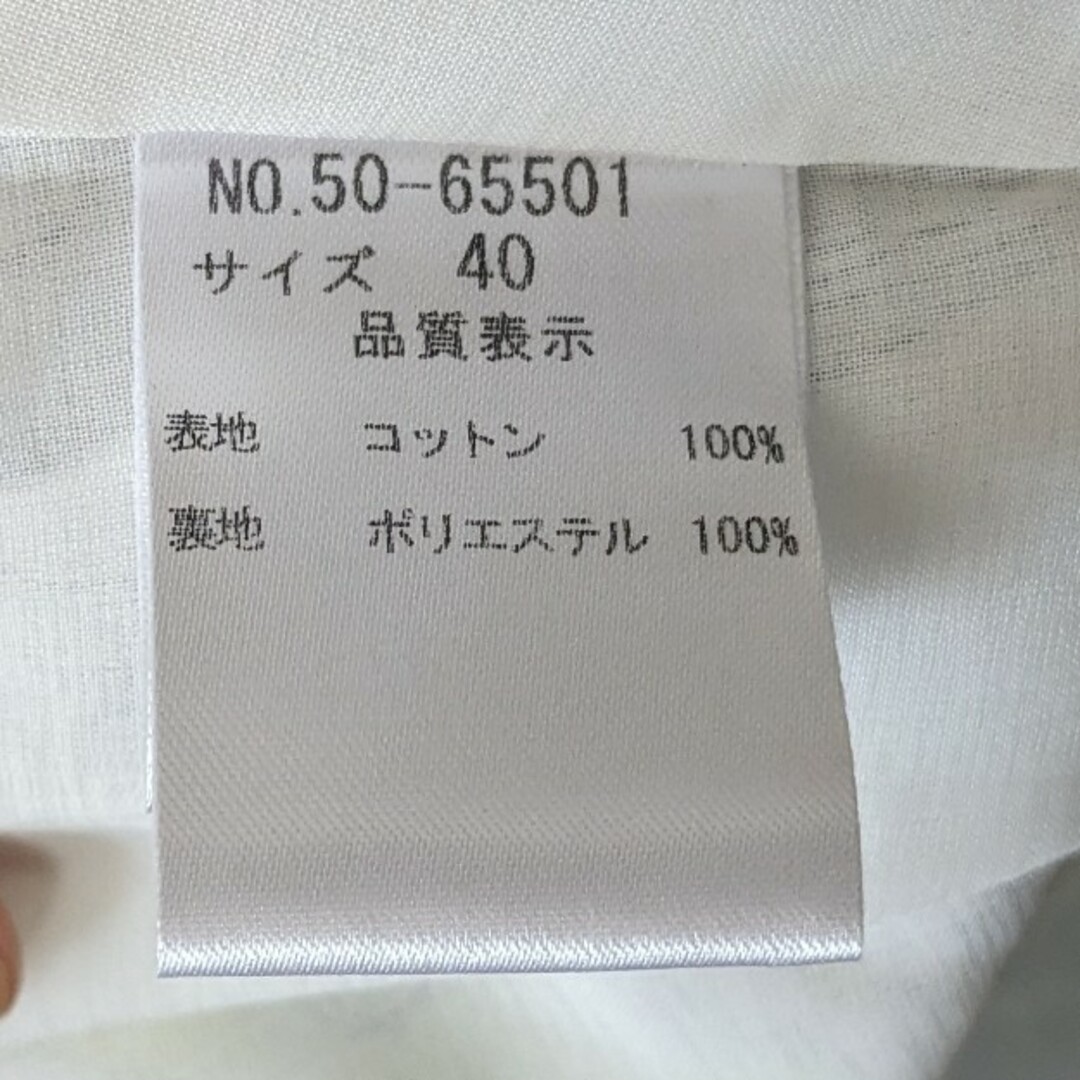 NO.50-65501
サイズ 40
品質表示
表地 コットン 100%
裏地 ポリエステル 100%